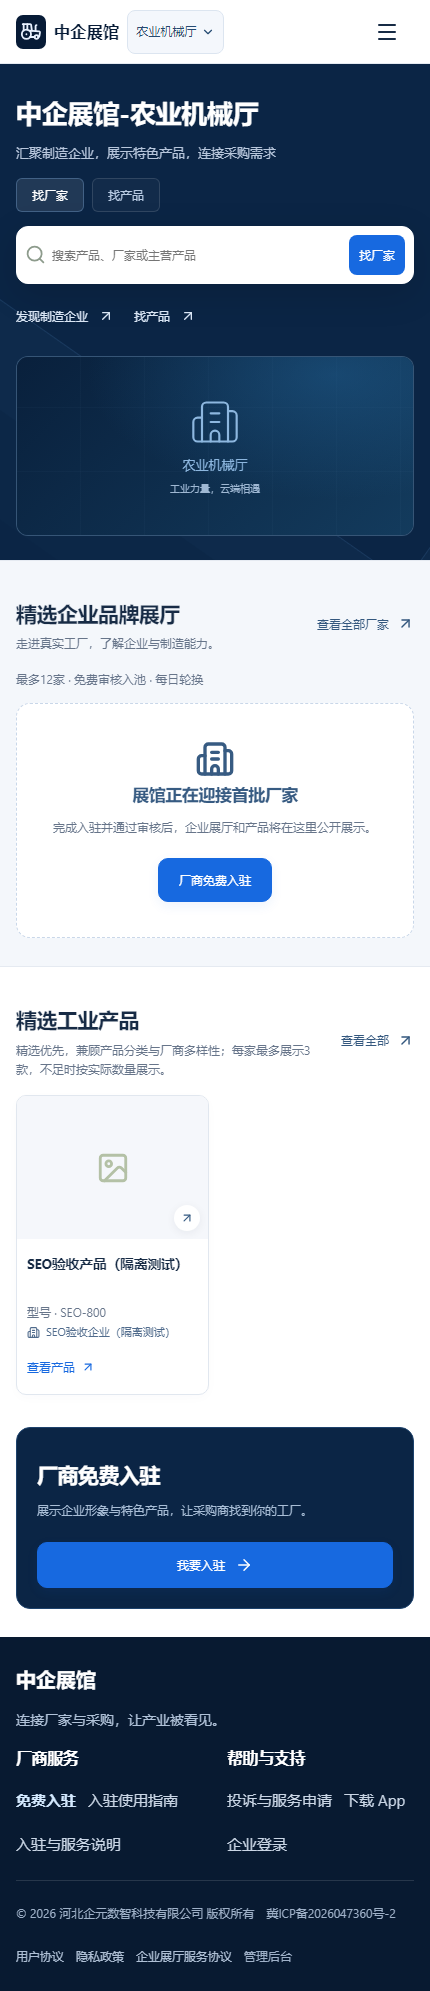 中企展馆
农业机械厅
中企展馆-农业机械厅
汇聚制造企业，展示特色产品，连接采购需求
找厂家
找产品
搜索产品、厂家或主营产品
找厂家
发现制造企业
找产品
农业机械厅
工业力量，云端相遇
精选企业品牌展厅
查看全部厂家
走进真实工厂，了解企业与制造能力。
最多12家 · 免费审核入池 · 每日轮换
展馆正在迎接首批厂家
完成入驻并通过审核后，企业展厅和产品将在这里公开展示。
厂商免费入驻
精选工业产品
查看全部
精选优先，兼顾产品分类与厂商多样性；每家最多展示3
款，不足时按实际数量展示。
SEO验收产品（隔离测试）
型号 · SEO-800
SEO验收企业（隔离测试）
查看产品
厂商免费入驻
展示企业形象与特色产品，让采购商找到你的工厂。
我要入驻
中企展馆
连接厂家与采购，让产业被看见。
厂商服务
免费入驻 入驻使用指南
入驻与服务说明
帮助与支持
投诉与服务申请 下载 App
企业登录
© 2026 河北企元数智科技有限公司 版权所有 冀ICP备2026047360号-2
用户协议 隐私政策 企业展厅服务协议 管理后台